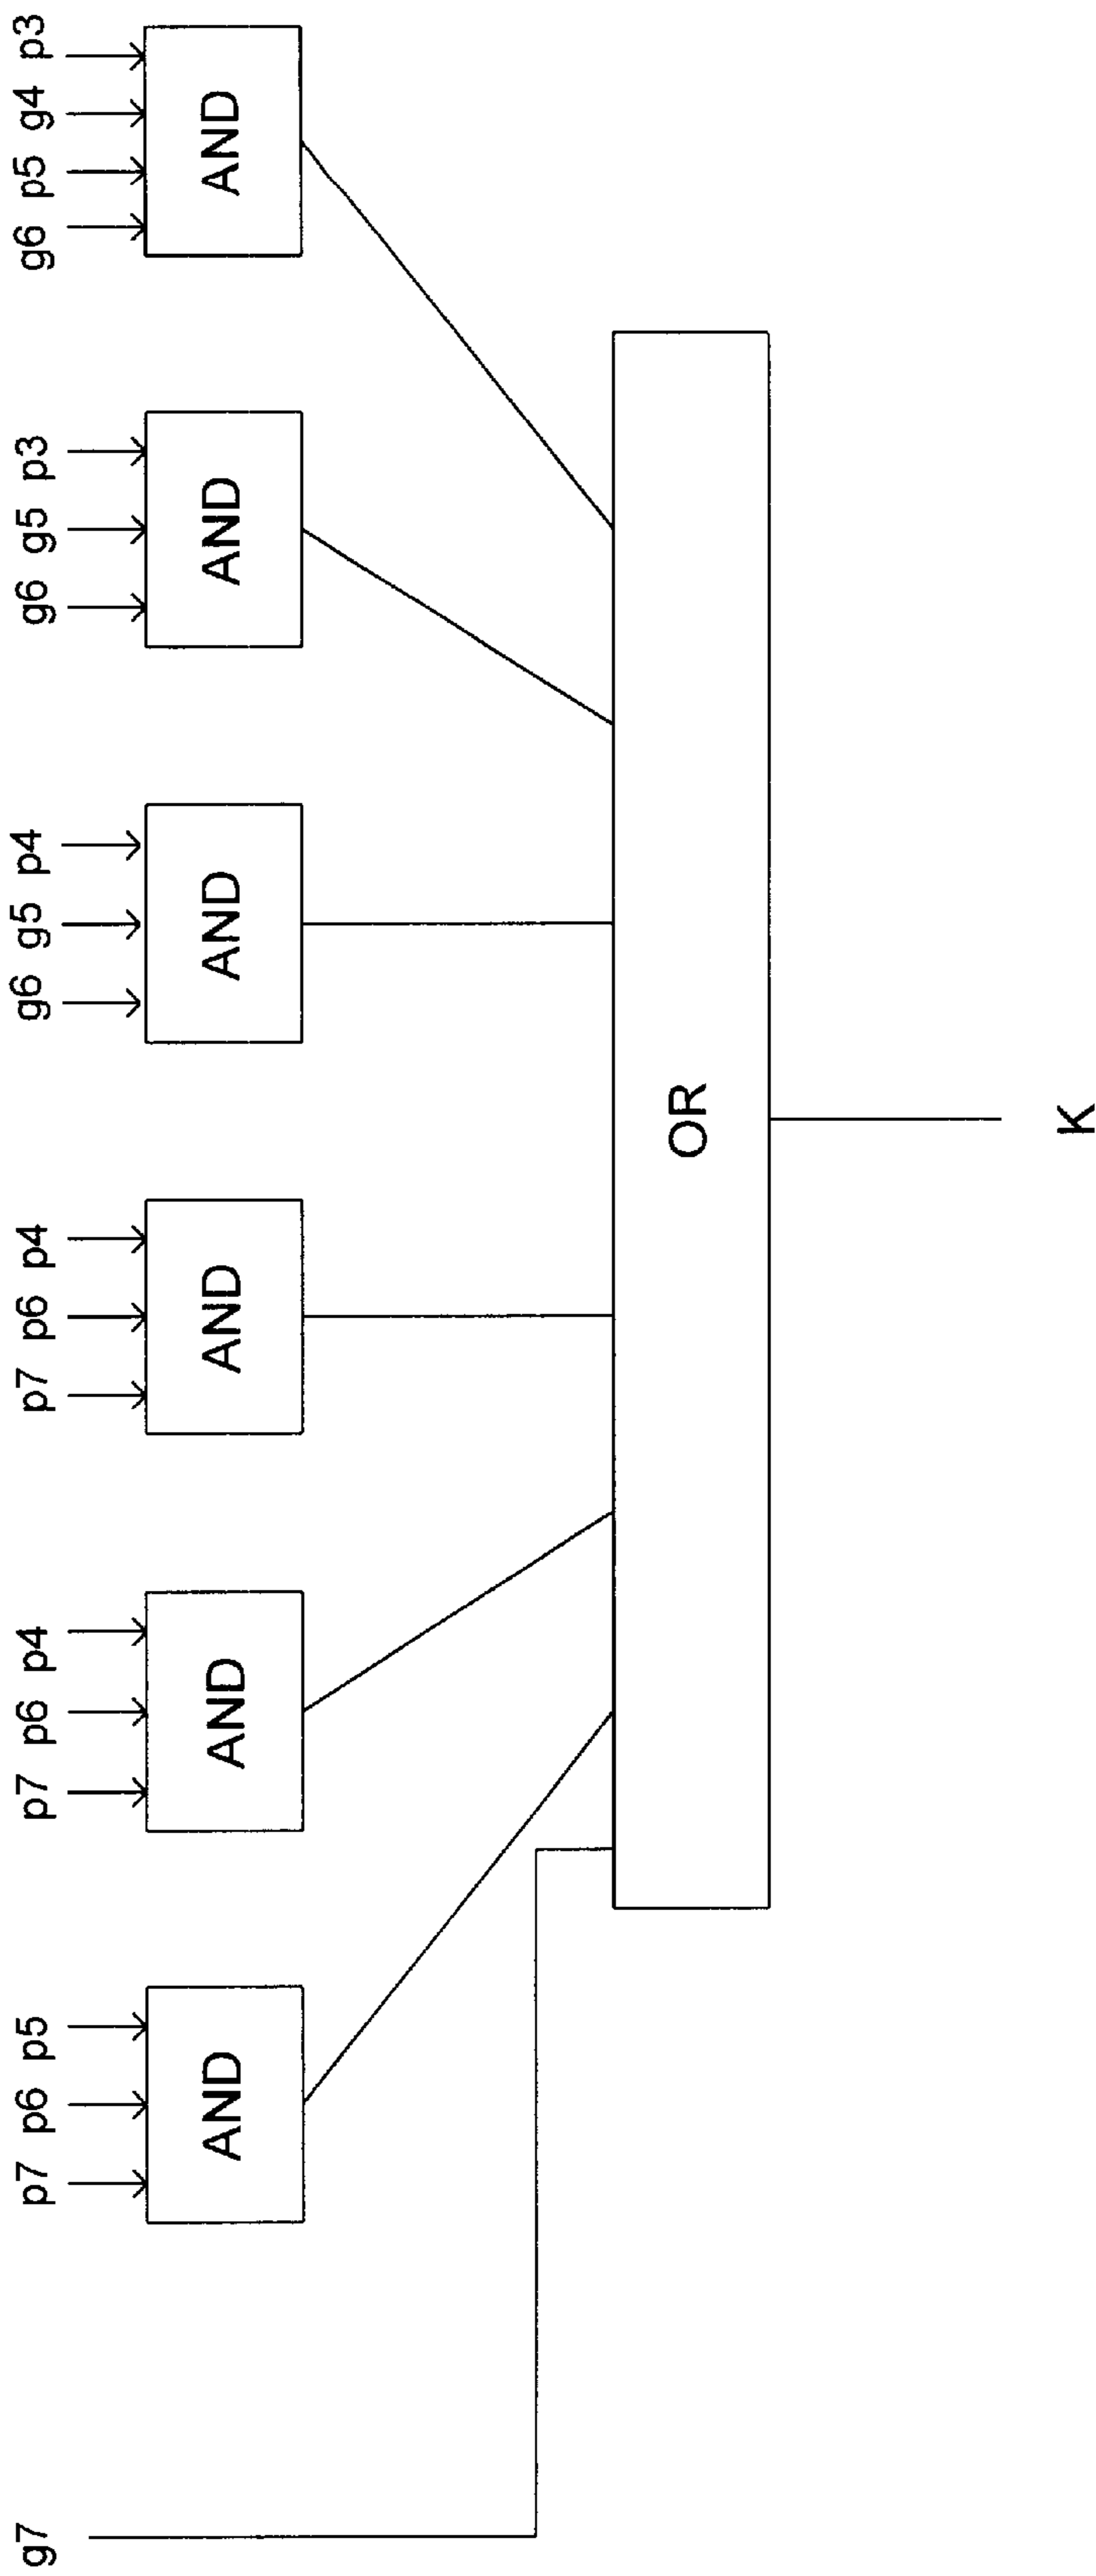 g7 p7 p6 p5 p7 p6 p4 p7 p6 p4 g6 g5 p4 g6 g5 p3 g6 p5 g4 p3
AND AND AND AND AND AND
OR
K